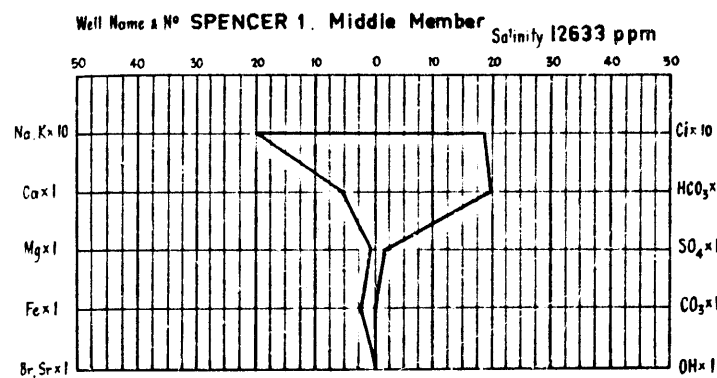 Well Name & Nº SPENCER 1. Middle Member
Salinity 12633 ppm
50 40 30 20 10 0 10 20 30 40 50
Na, K×10 Cl×10
Ca×1 HCO₃×
Mg×1 SO₄×1
Fe×1 CO₃×1
Br, Sr×1 OH×1